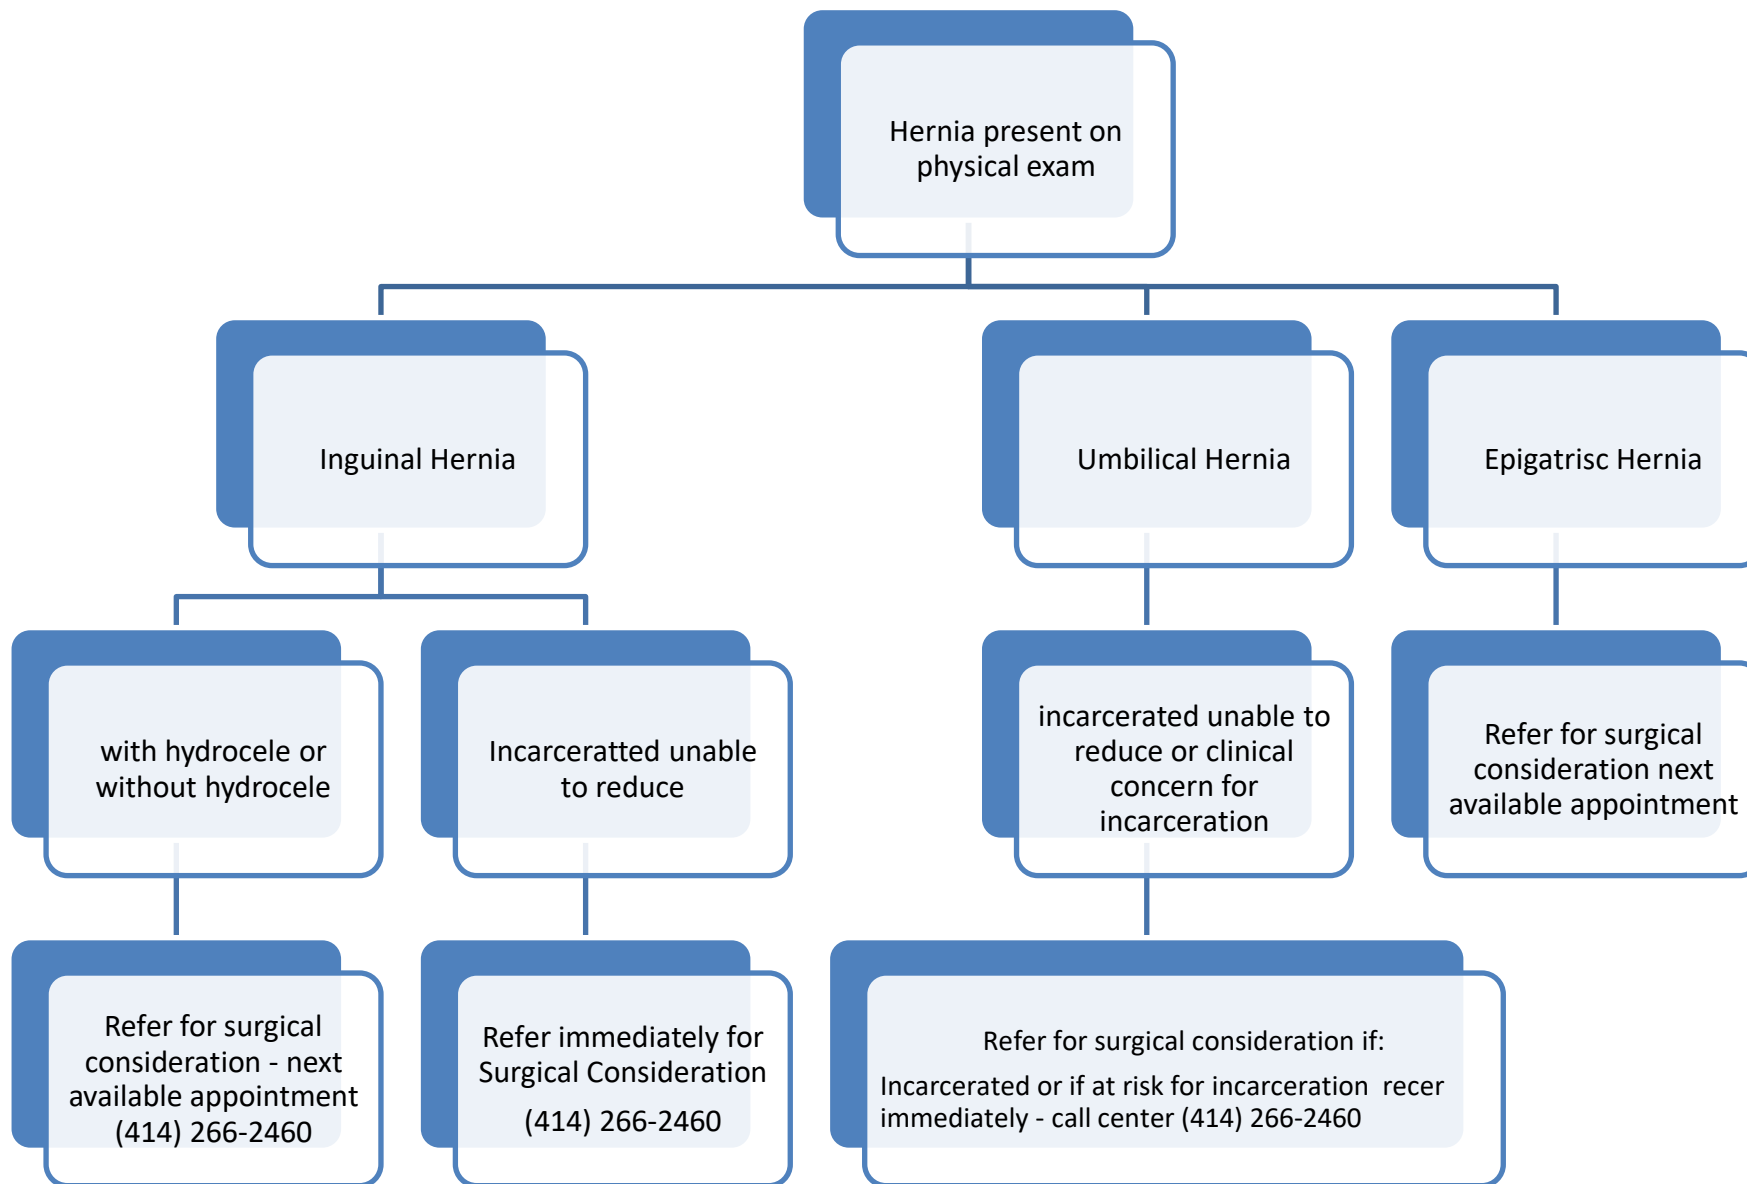 Hernia present on
physical exam
Inguinal Hernia
Umbilical Hernia
Epigatrisc Hernia
with hydrocele or
without hydrocele
Incarceratted unable
to reduce
incarcerated unable to
reduce or clinical
concern for
incarceration
Refer for surgical
consideration next
available appointment
Refer for surgical
consideration - next
available appointment
(414) 266-2460
Refer immediately for
Surgical Consideration
(414) 266-2460
Refer for surgical consideration if:
Incarcerated or if at risk for incarceration recer
immediately - call center (414) 266-2460